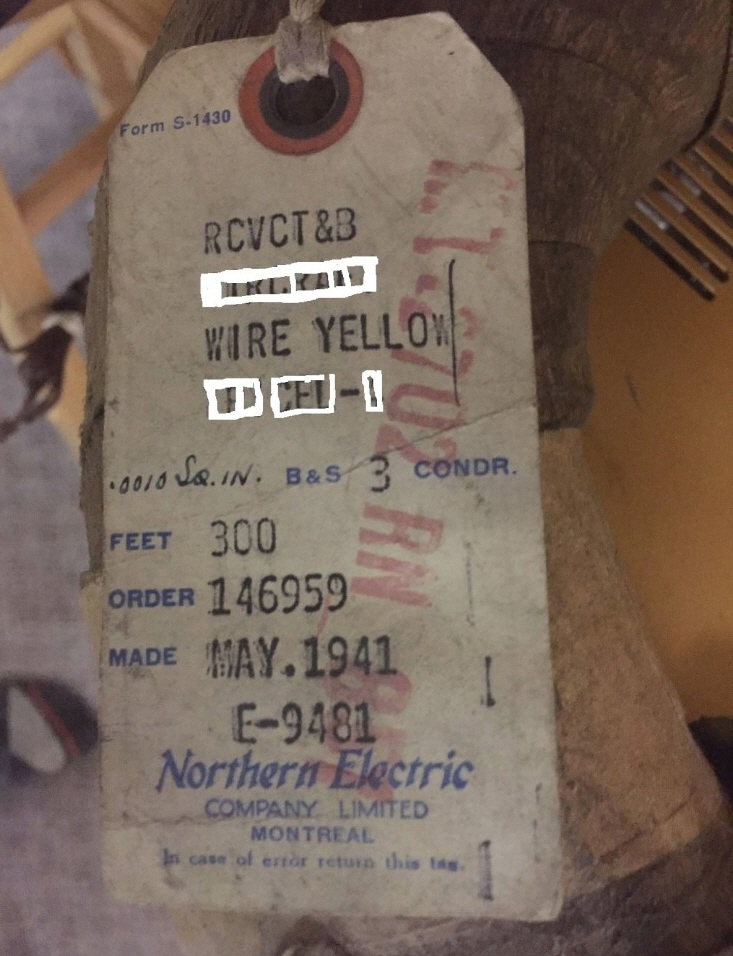 Form S-1430
RCVCT&B
WIRE YELLOW
.0010 SQ.IN. B&S 3 CONDR.
FEET 300
ORDER 146959
MADE MAY.1941
E-9481
Northern Electric
COMPANY LIMITED
MONTREAL
In case of error return this tag.